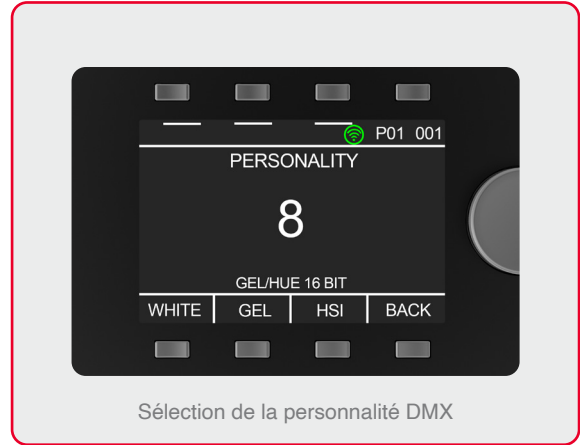 P01 001
PERSONALITY
8
GEL/HUE 16 BIT
WHITE GEL HSI BACK
Sélection de la personnalité DMX